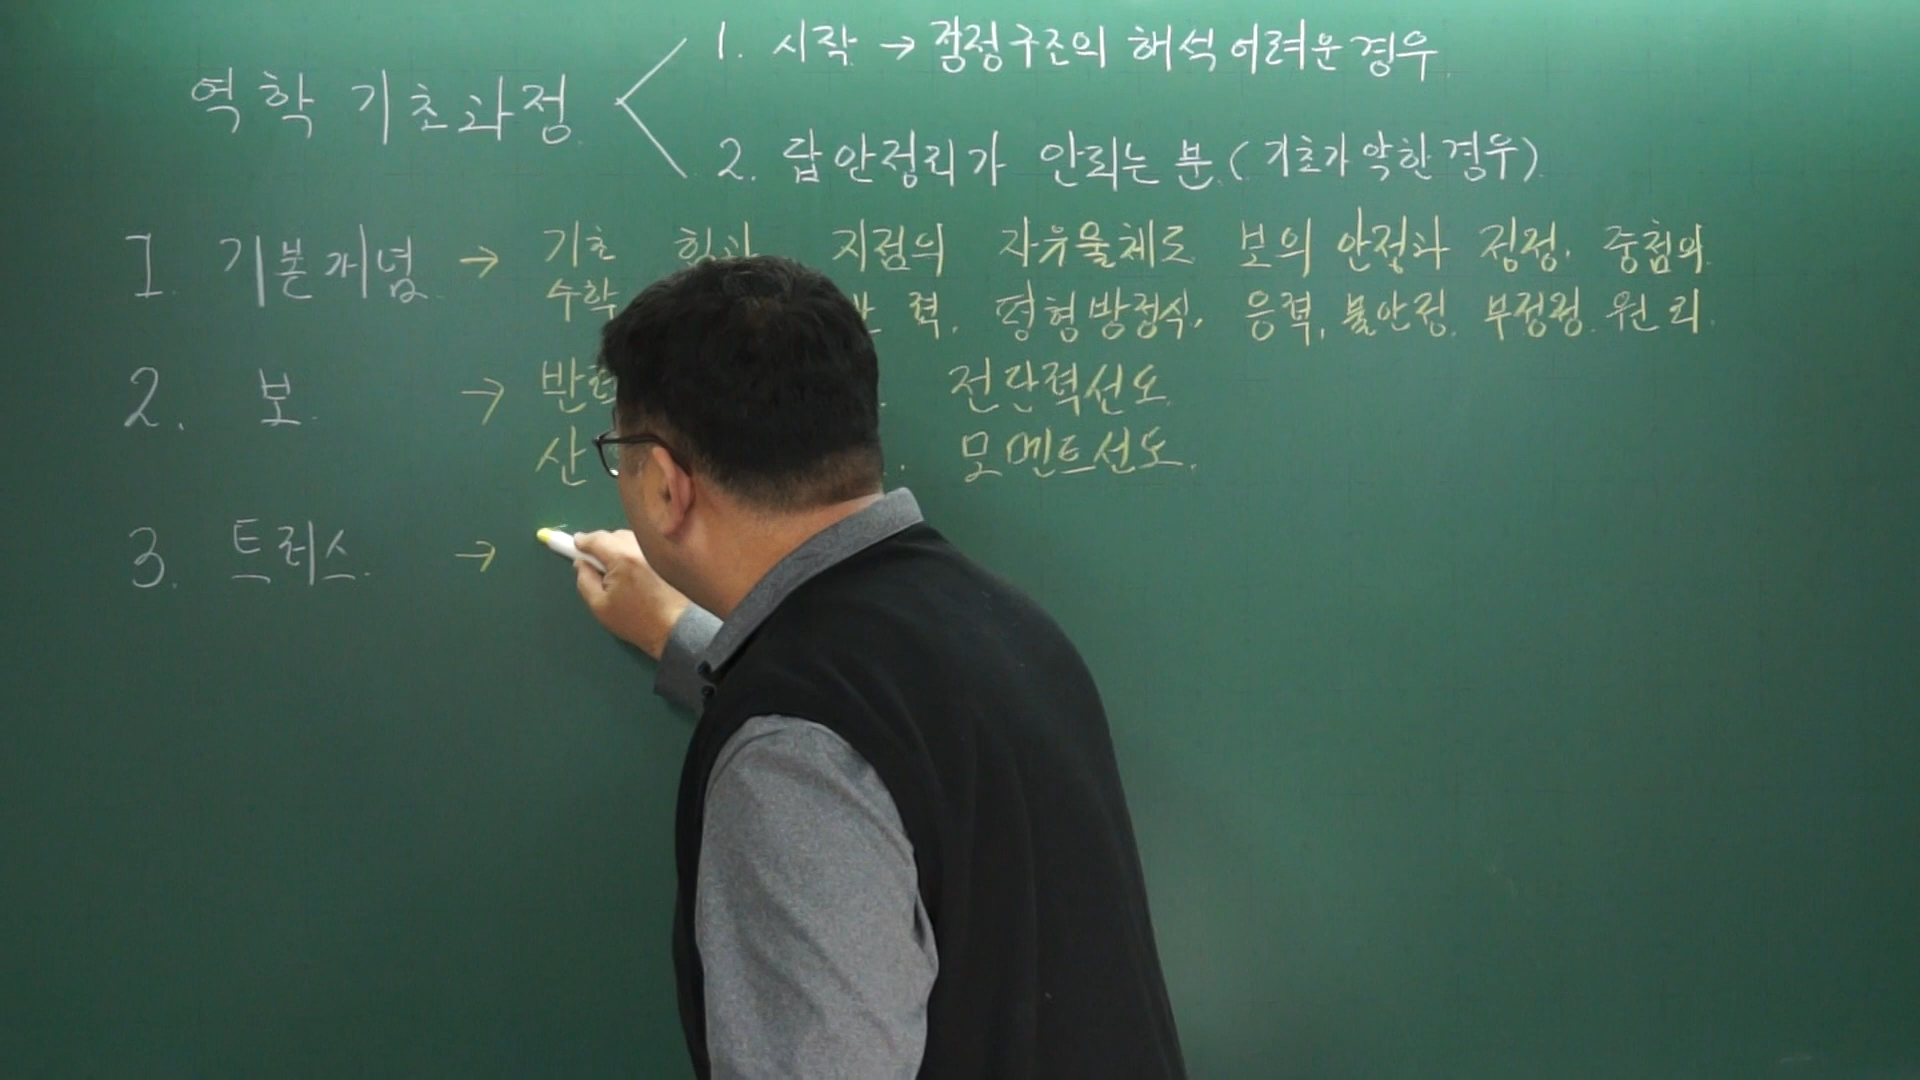 역학 기초과정
1. 시작 → 정정구조의 해석 어려운 경우
2. 답안정리가 안되는 분. (기초가 약한 경우)
1. 기본개념 → 기초 힘과 지점의 자유물체도 보의 안정과 정정. 중첩의
수학 력. 평형방정식. 응력. 불안정. 부정정. 원리.
2. 보. → 반 전단력선도
산 모멘트선도.
3. 트러스. →